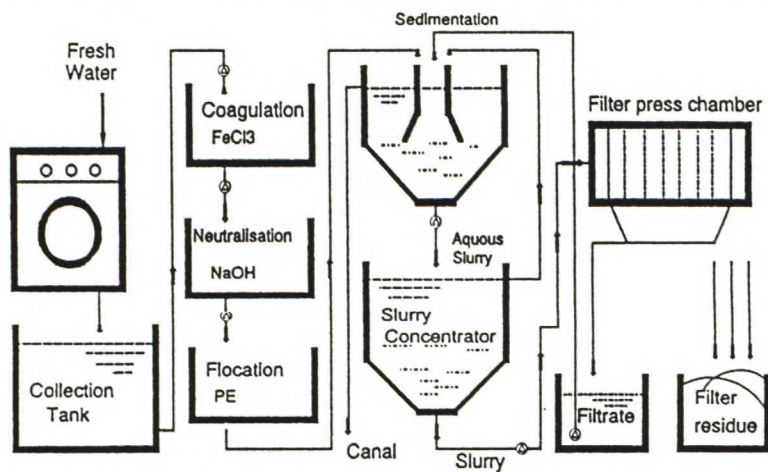 Sedimentation
Fresh
Water
Coagulation
FeCl3
Filter press chamber
Neutralisation
NaOH
Aquous
Slurry
Slurry
Concentrator
Flocation
PE
Collection
Tank
Filtrate
Filter
residue
Canal
Slurry